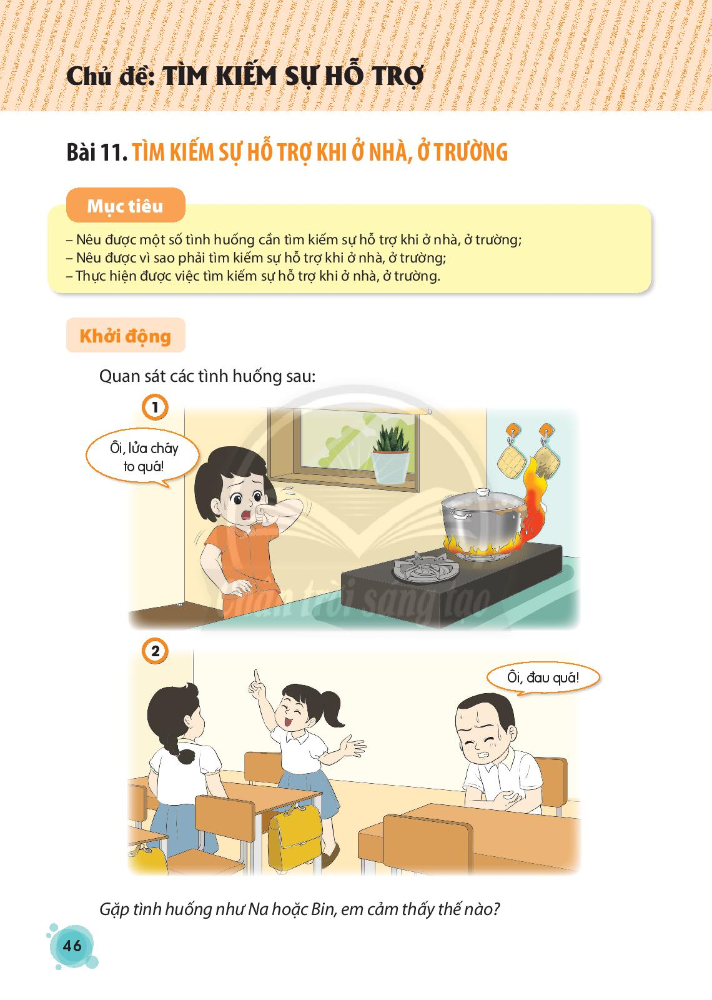 Chủ đề: TÌM KIẾM SỰ HỖ TRỢ
Bài 11. TÌM KIẾM SỰ HỖ TRỢ KHI Ở NHÀ, Ở TRƯỜNG
Mục tiêu
– Nêu được một số tình huống cần tìm kiếm sự hỗ trợ khi ở nhà, ở trường;
– Nêu được vì sao phải tìm kiếm sự hỗ trợ khi ở nhà, ở trường;
– Thực hiện được việc tìm kiếm sự hỗ trợ khi ở nhà, ở trường.
Khởi động
Quan sát các tình huống sau:
1
Ôi, lửa cháy
to quá!
Chân trời sáng tạo
2
Ôi, đau quá!
Gặp tình huống như Na hoặc Bin, em cảm thấy thế nào?
46